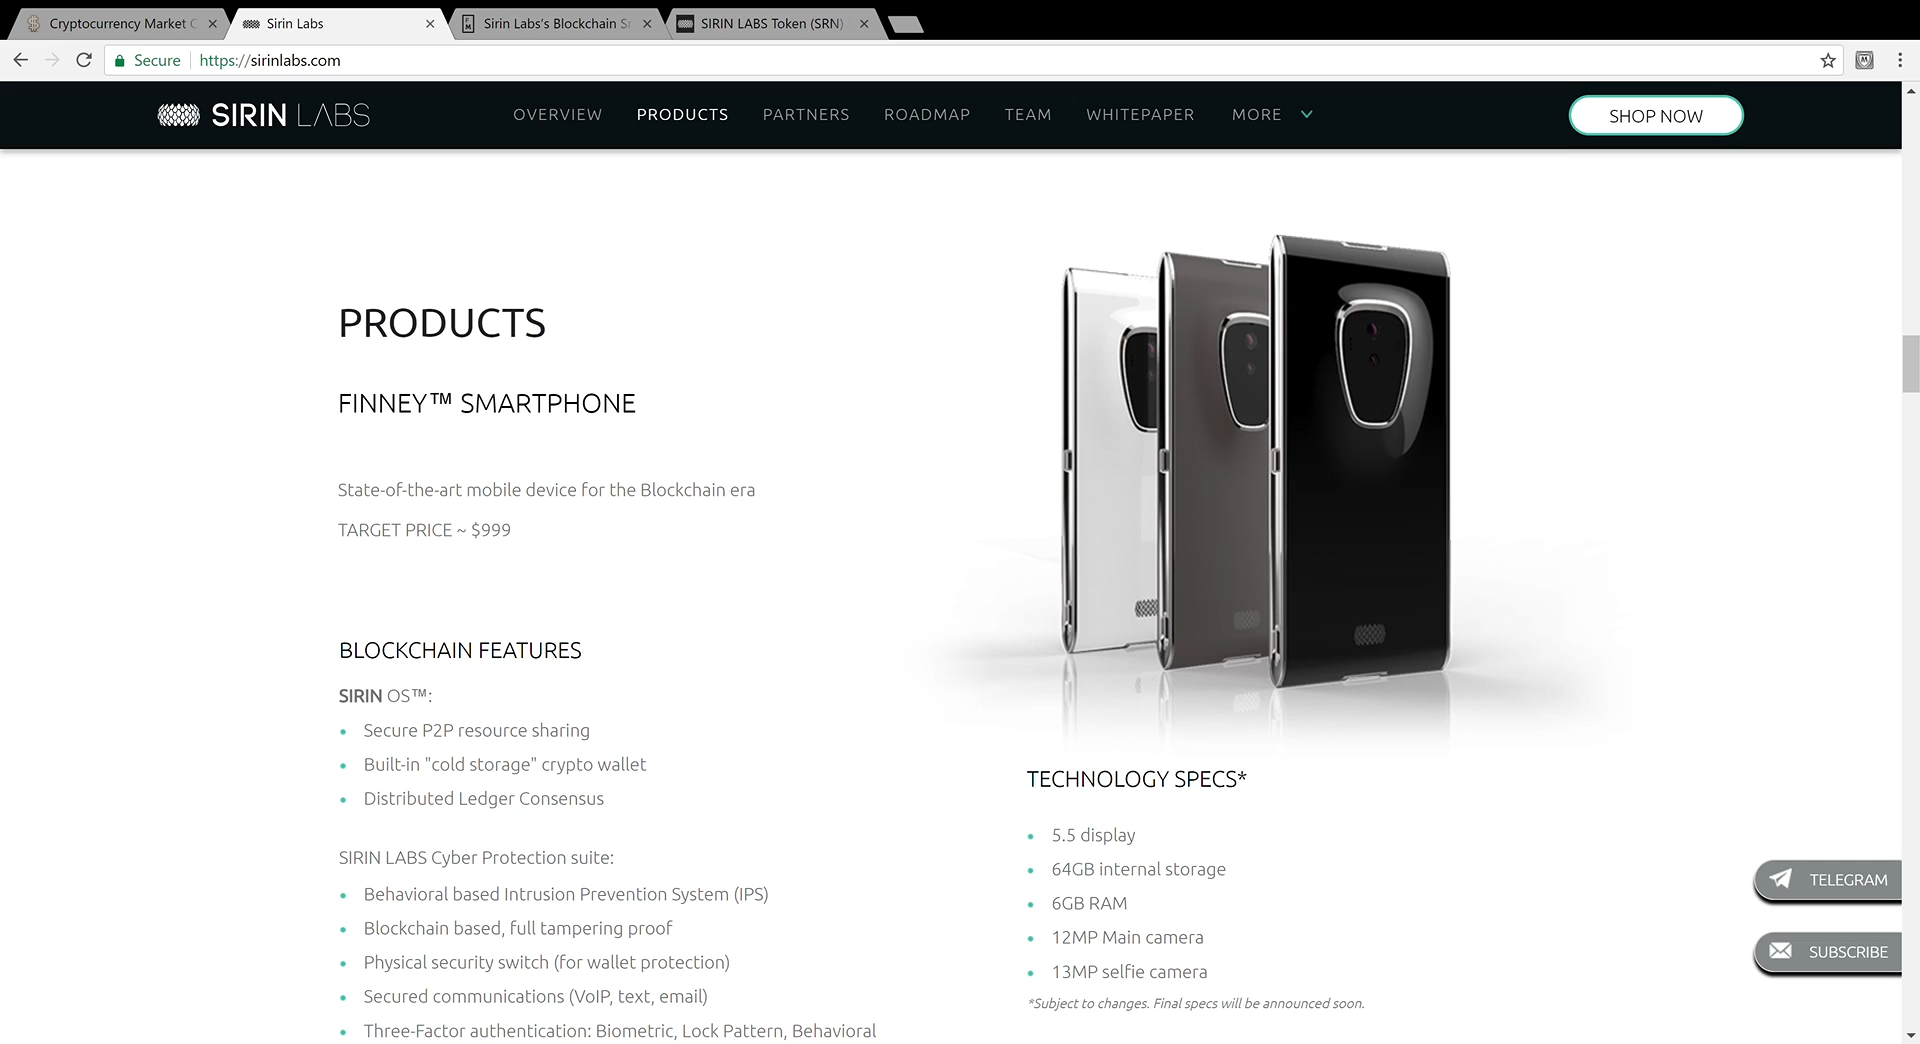 Cryptocurrency Market C
Sirin Labs
Sirin Labs's Blockchain S
SIRIN LABS Token (SRN)
Secure
https://sirinlabs.com
SIRIN LABS
OVERVIEW
PRODUCTS
PARTNERS
ROADMAP
TEAM
WHITEPAPER
MORE
SHOP NOW
PRODUCTS
FINNEY™ SMARTPHONE
State-of-the-art mobile device for the Blockchain era
TARGET PRICE ~ $999
BLOCKCHAIN FEATURES
SIRIN OS™:
Secure P2P resource sharing
Built-in "cold storage" crypto wallet
Distributed Ledger Consensus
SIRIN LABS Cyber Protection suite:
Behavioral based Intrusion Prevention System (IPS)
Blockchain based, full tampering proof
Physical security switch (for wallet protection)
Secured communications (VoIP, text, email)
Three-Factor authentication: Biometric, Lock Pattern, Behavioral
TECHNOLOGY SPECS*
5.5 display
64GB internal storage
6GB RAM
12MP Main camera
13MP selfie camera
*Subject to changes. Final specs will be announced soon.
TELEGRAM
SUBSCRIBE